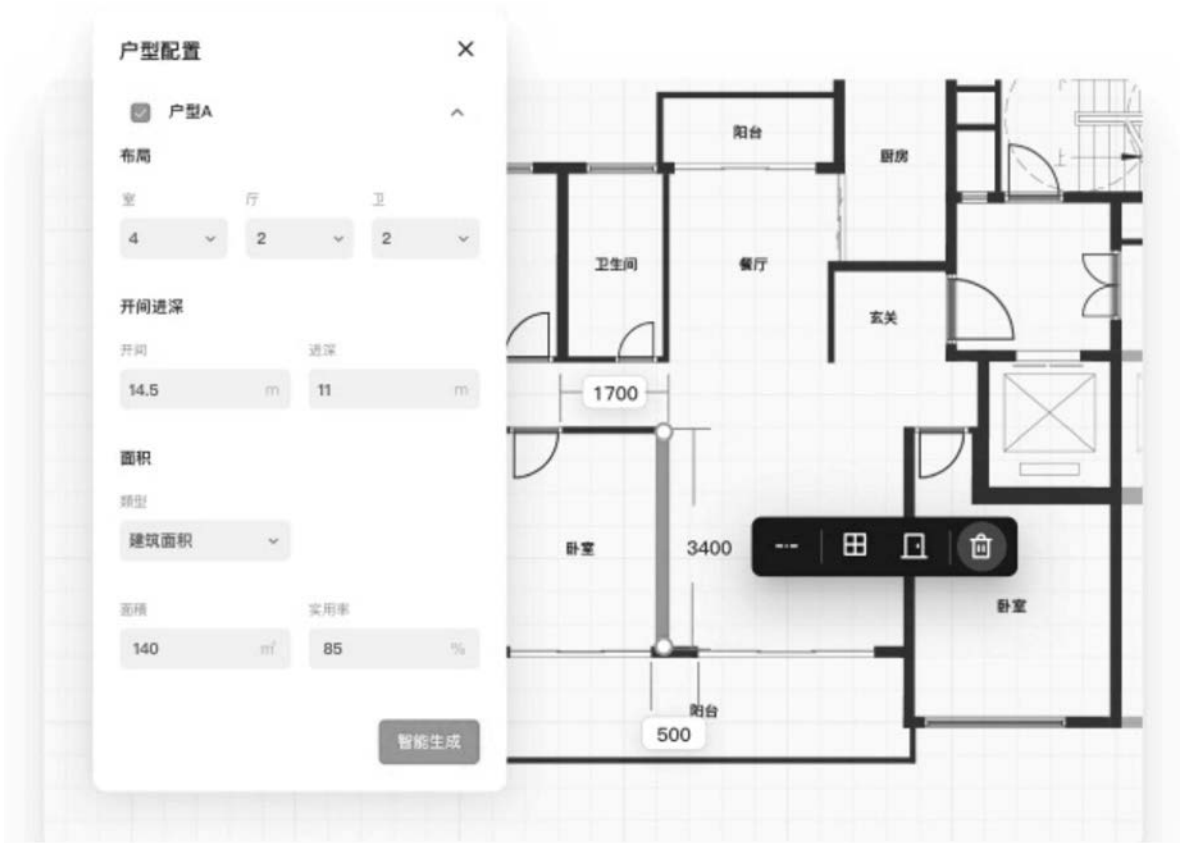 户型配置
户型A
布局
室 厅 卫
4 2 2
开间进深
开间 进深
14.5 m 11 m
面积
类型
建筑面积
面积 实用率
140 ㎡ 85 %
智能生成
阳台
厨房
卫生间
餐厅
玄关
上
1700
卧室
3400
卧室
阳台
500